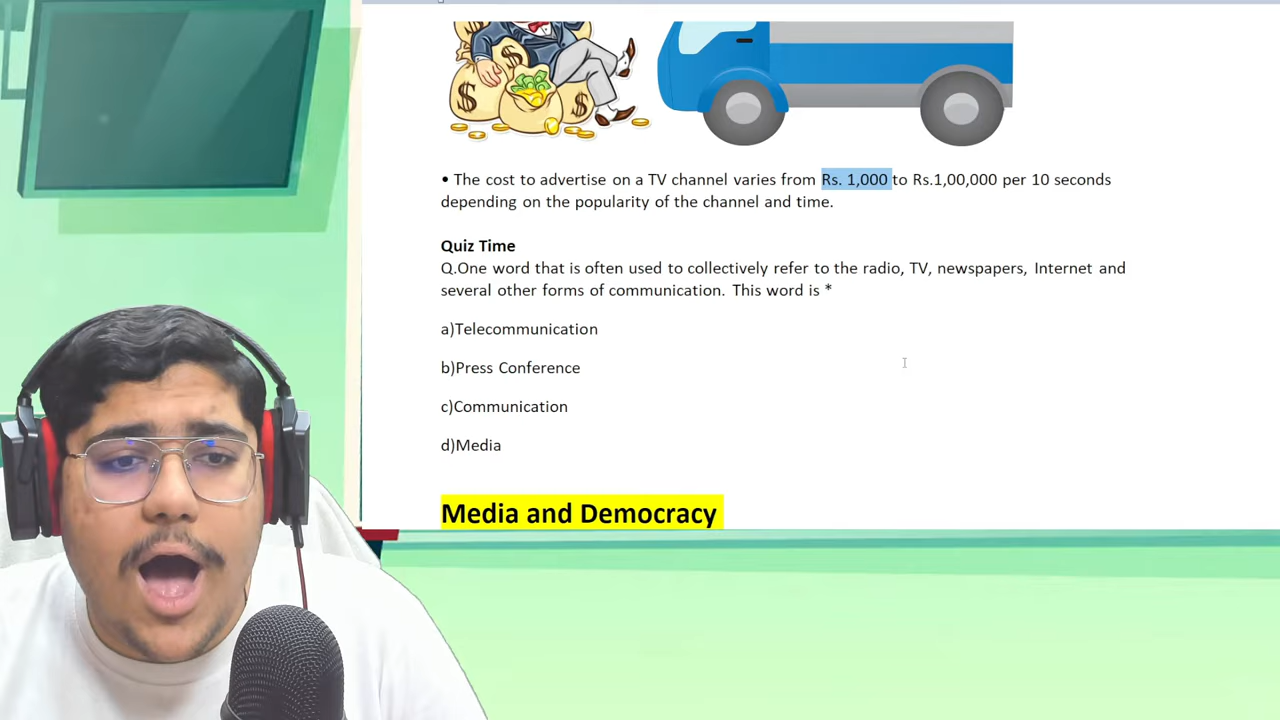 $
$
$
• The cost to advertise on a TV channel varies from Rs. 1,000 to Rs.1,00,000 per 10 seconds
depending on the popularity of the channel and time.
Quiz Time
Q.One word that is often used to collectively refer to the radio, TV, newspapers, Internet and
several other forms of communication. This word is *
a)Telecommunication
b)Press Conference
c)Communication
d)Media
Media and Democracy